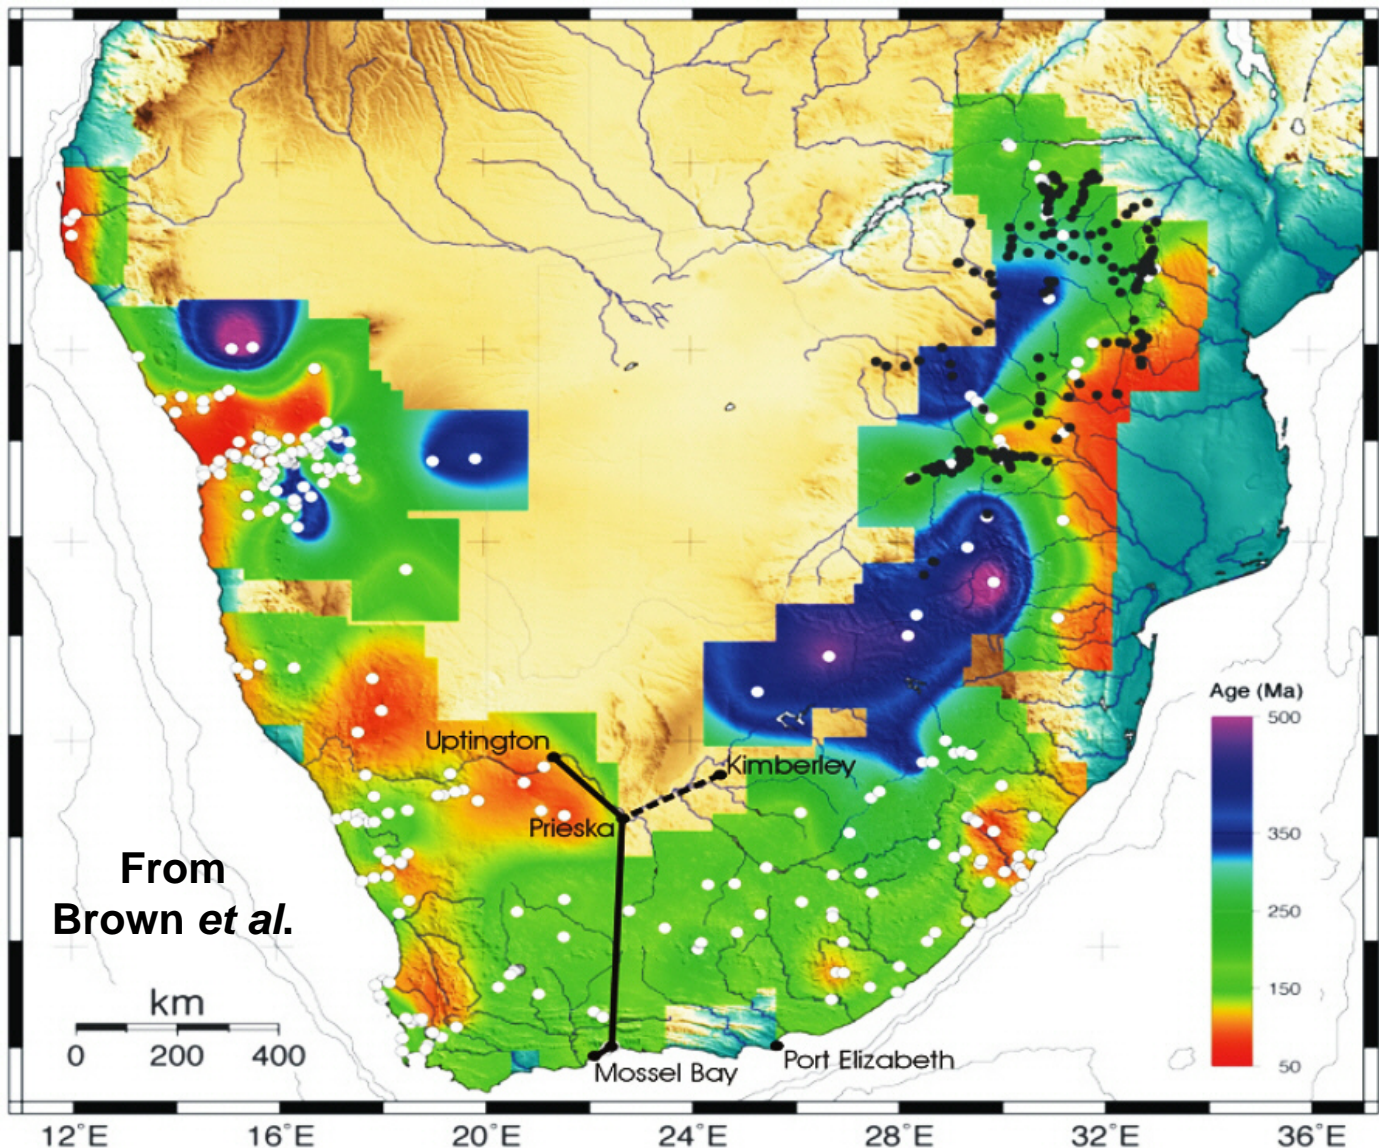 Age (Ma)
500
350
250
150
50
Uptington
Kimberley
Prieska
From
Brown et al.
km
0 200 400
Mossel Bay
Port Elizabeth
12°E 16°E 20°E 24°E 28°E 32°E 36°E